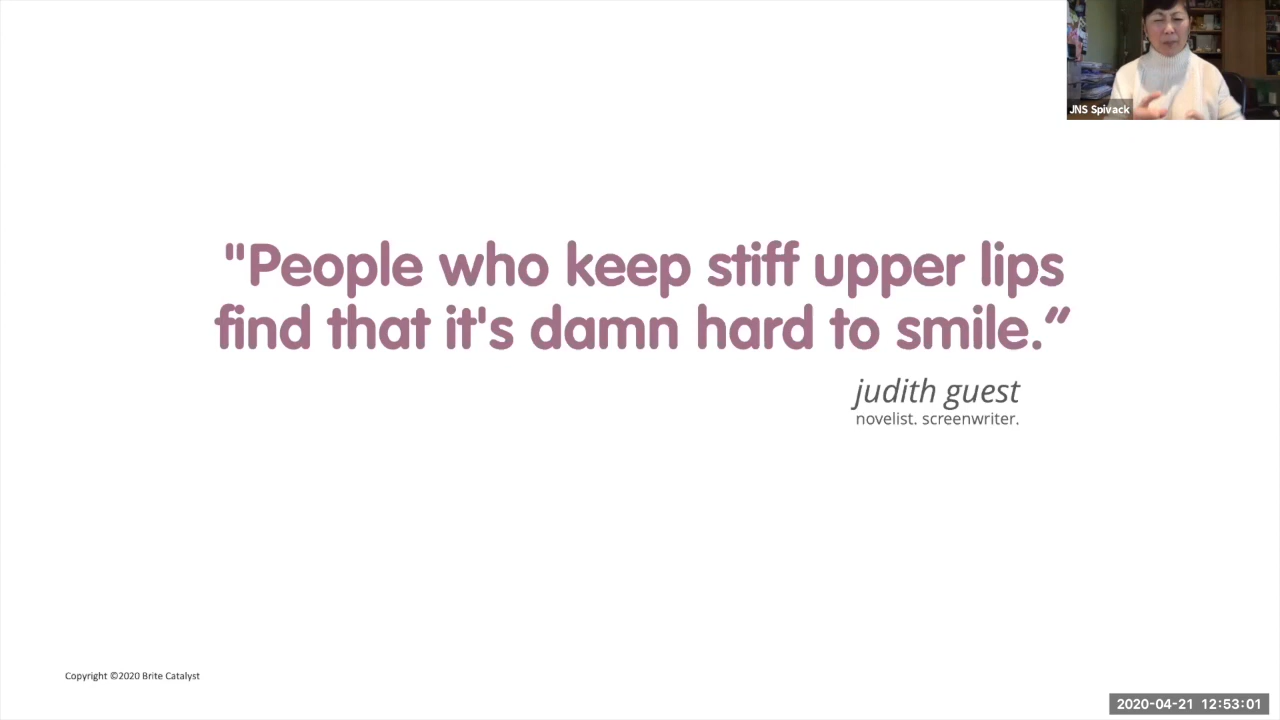 JNS Spivack
"People who keep stiff upper lips
find that it's damn hard to smile.”
judith guest
novelist. screenwriter.
Copyright ©2020 Brite Catalyst
2020-04-21 12:53:01